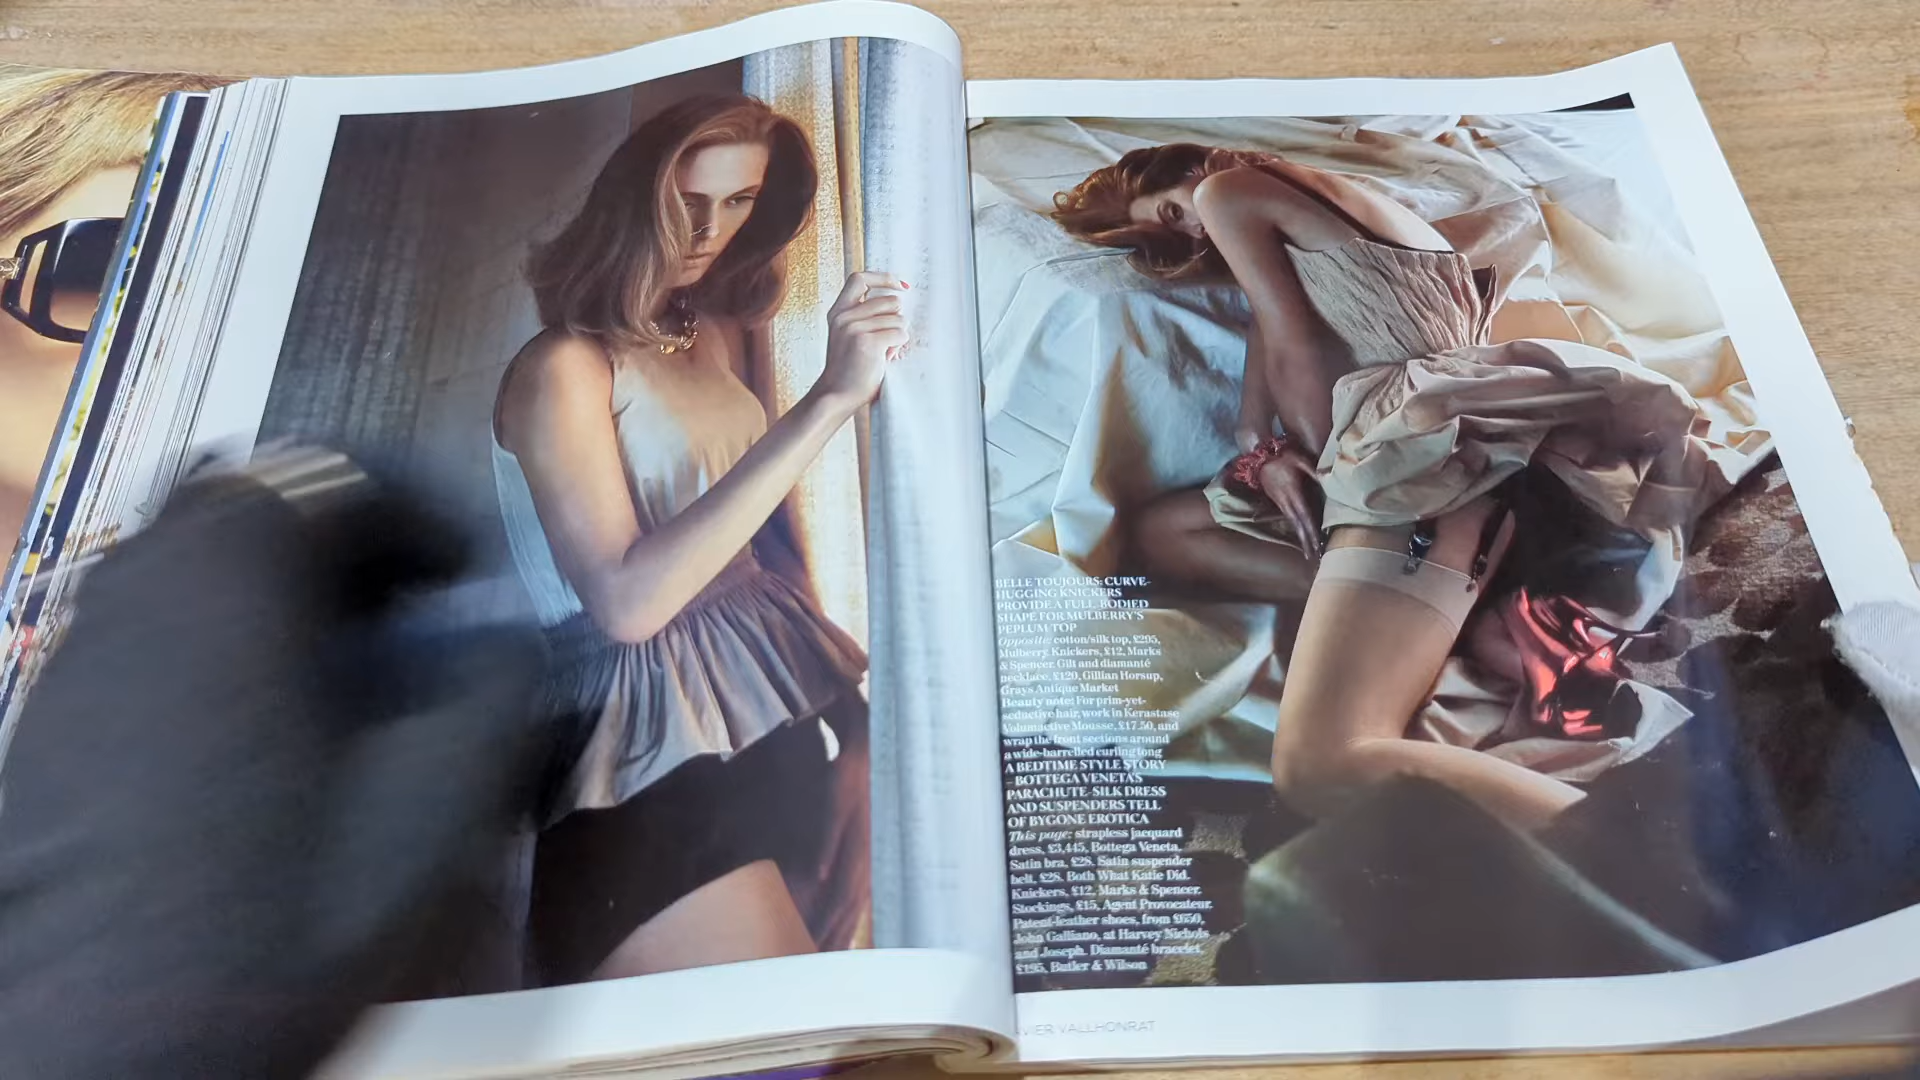 BELLE TOUJOURS: CURVE-
HUGGING KNICKERS
PROVIDE A FULL-BODIED
SHAPE FOR MULBERRY'S
PEPLUM TOP
Opposite: cotton/silk top, £295,
Mulberry. Knickers, £12, Marks
& Spencer. Gilt and diamanté
necklace, £120, Gillian Horsup,
Grays Antique Market
Beauty note: For prim-yet-
seductive hair, work in Kerastase
Volumactive Mousse, £17.50, and
wrap the front sections around
a wide-barrelled curling tong
A BEDTIME STYLE STORY
– BOTTEGA VENETA'S
PARACHUTE-SILK DRESS
AND SUSPENDERS TELL
OF BYGONE EROTICA
This page: strapless jacquard
dress, £3,445, Bottega Veneta.
Satin bra, £28. Satin suspender
belt, £28. Both What Katie Did.
Knickers, £12, Marks & Spencer.
Stockings, £15, Agent Provocateur.
Patent-leather shoes, from £650,
John Galliano, at Harvey Nichols
and Joseph. Diamanté bracelet,
£195, Butler & Wilson
VIER VALLHONRAT